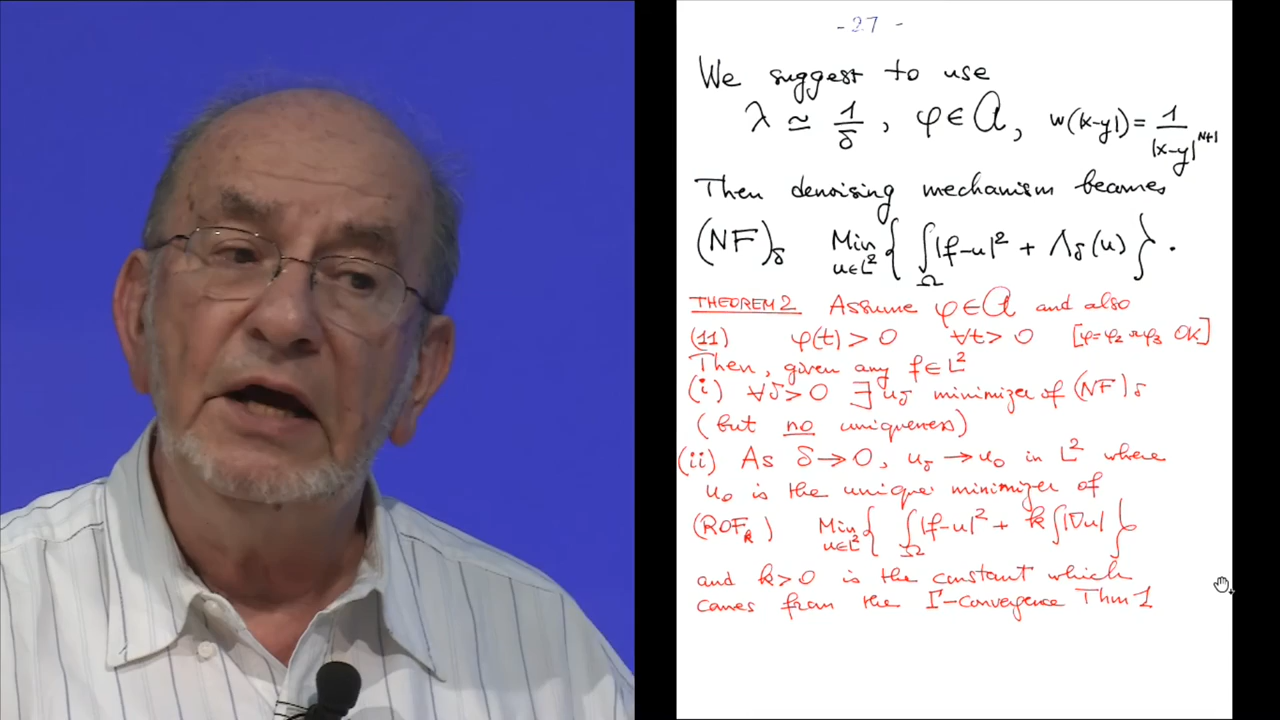 - 27 -
We suggest to use
λ ≃ 1/δ , φ ∈ A, w(|x-y|) = 1/|x-y|^{N+1}
Then denoising mechanism becomes
(NF)_δ Min_{u∈L²} { ∫_Ω |f-u|² + Λ_δ(u) } .
THEOREM 2 Assume φ ∈ A and also
(11) φ(t) > 0 ∀t > 0 [φ=φ₂ or φ₃ OK]
Then, given any f ∈ L²
(i) ∀δ > 0 ∃ u_δ minimizer of (NF)_δ
(but no uniqueness)
(ii) As δ → 0, u_δ → u₀ in L² where
u₀ is the unique minimizer of
(ROF_k) Min_{u∈L²} { ∫_Ω |f-u|² + k∫|∇u| }
and k > 0 is the constant which
comes from the Γ-convergence Thm 1